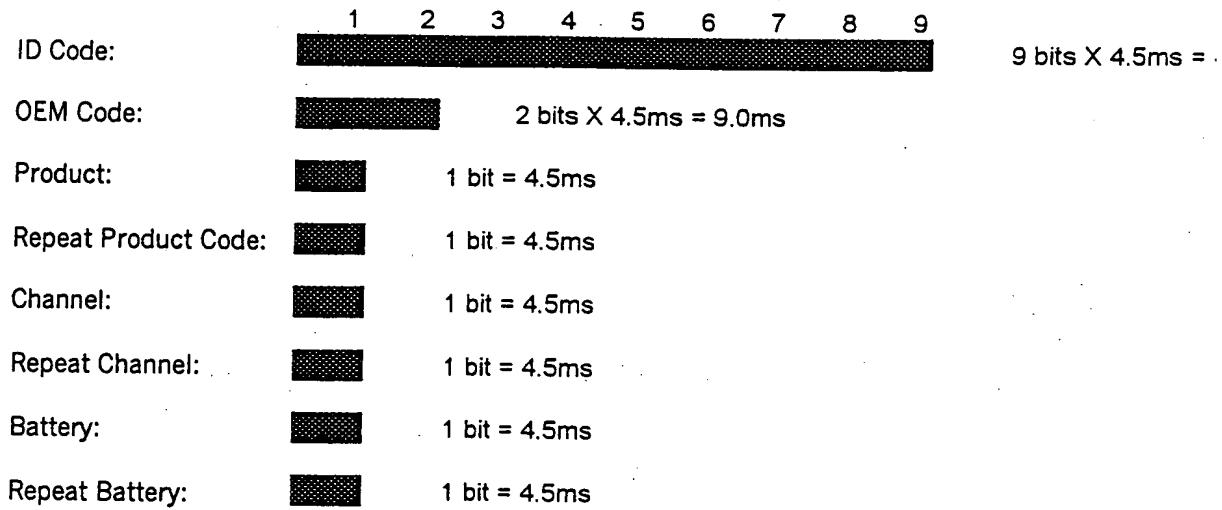 1 2 3 4 5 6 7 8 9
ID Code: 9 bits X 4.5ms =
OEM Code: 2 bits X 4.5ms = 9.0ms
Product: 1 bit = 4.5ms
Repeat Product Code: 1 bit = 4.5ms
Channel: 1 bit = 4.5ms
Repeat Channel: 1 bit = 4.5ms
Battery: 1 bit = 4.5ms
Repeat Battery: 1 bit = 4.5ms